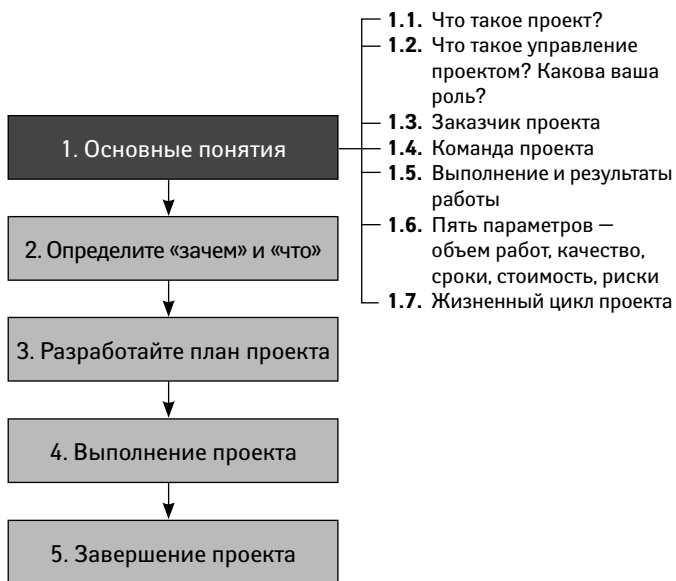 1. Основные понятия
2. Определите «зачем» и «что»
3. Разработайте план проекта
4. Выполнение проекта
5. Завершение проекта
1.1. Что такое проект?
1.2. Что такое управление
проектом? Какова ваша
роль?
1.3. Заказчик проекта
1.4. Команда проекта
1.5. Выполнение и результаты
работы
1.6. Пять параметров —
объем работ, качество,
сроки, стоимость, риски
1.7. Жизненный цикл проекта